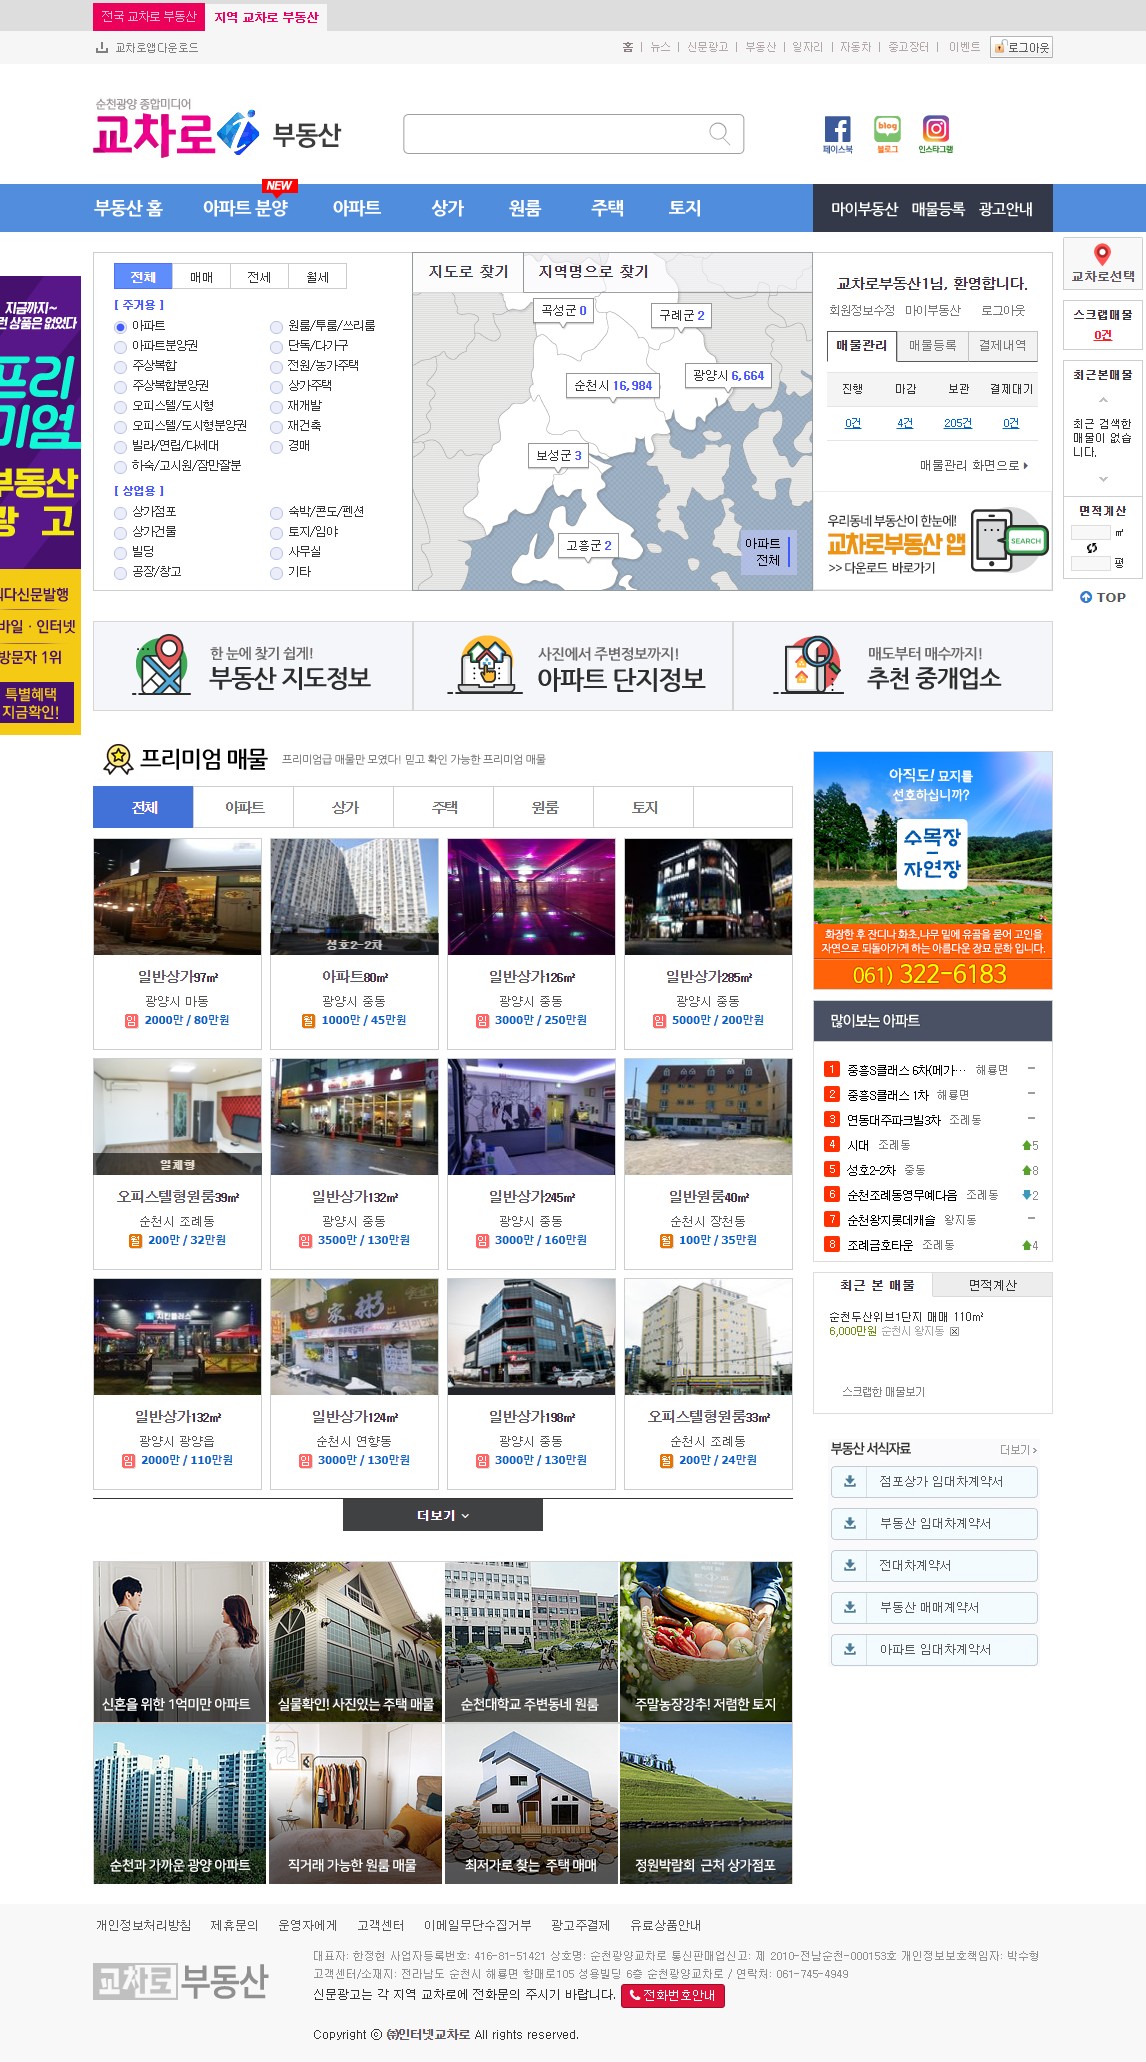 전국 교차로 부동산
지역 교차로 부동산
교차로앱다운로드
홈 | 뉴스 | 신문광고 | 부동산 | 일자리 | 자동차 | 중고장터 | 이벤트
로그아웃
순천광양 종합미디어
교차로 부동산
페이스북
blog
블로그
인스타그램
NEW
부동산 홈 아파트 분양 아파트 상가 원룸 주택 토지
마이부동산 매물등록 광고안내
지금까지~
런 상품은 없었다
프리
미엄
부동산
광 고
바일 · 인터넷
방문자 1위
특별혜택
지금확인!
전체 매매 전세 월세
[ 주거용 ]
아파트 원룸/투룸/쓰리룸
아파트분양권 단독/다가구
주상복합 전원/농가주택
주상복합분양권 상가주택
오피스텔/도시형 재개발
오피스텔/도시형분양권 재건축
빌라/연립/다세대 경매
하숙/고시원/잠만잘분
[ 상업용 ]
상가점포 숙박/콘도/펜션
상가건물 토지/임야
빌딩 사무실
공장/창고 기타
지도로 찾기 지역명으로 찾기
곡성군 0
구례군 2
순천시 16,984
광양시 6,664
보성군 3
고흥군 2
아파트
전체
교차로부동산1님, 환영합니다.
회원정보수정 마이부동산 로그아웃
매물관리 매물등록 결제내역
진행 마감 보관 결제대기
0건 4건 205건 0건
매물관리 화면으로
우리동네 부동산이 한눈에!
교차로부동산 앱
>> 다운로드 바로가기
SEARCH
교차로선택
스크랩매물
0건
최근본매물
최근 검색한
매물이 없습
니다.
면적계산
㎡
평
TOP
한 눈에 찾기 쉽게!
부동산 지도정보
사진에서 주변정보까지!
아파트 단지정보
매도부터 매수까지!
추천 중개업소
프리미엄 매물 프리미엄급 매물만 모였다! 믿고 확인 가능한 프리미엄 매물
전체 아파트 상가 주택 원룸 토지
성호2-2차
일반상가97㎡
광양시 마동
임 2000만 / 80만원
아파트80㎡
광양시 중동
월 1000만 / 45만원
일반상가126㎡
광양시 중동
임 3000만 / 250만원
일반상가285㎡
광양시 중동
임 5000만 / 200만원
일체형
오피스텔형원룸39㎡
순천시 조례동
월 200만 / 32만원
일반상가132㎡
광양시 중동
임 3500만 / 130만원
일반상가245㎡
광양시 중동
임 3000만 / 160만원
일반원룸40㎡
순천시 장천동
월 100만 / 35만원
일반상가132㎡
광양시 광양읍
임 2000만 / 110만원
家彬
일반상가124㎡
순천시 연향동
임 3000만 / 130만원
일반상가198㎡
광양시 중동
임 3000만 / 130만원
오피스텔형원룸33㎡
순천시 조례동
월 200만 / 24만원
더보기
아직도! 묘지를
선호하십니까?
수목장
자연장
화장한 후 잔디나 화초,나무 밑에 유골을 묻어 고인을
자연으로 되돌아가게 하는 아름다운 장묘 문화 입니다.
061) 322-6183
많이보는 아파트
1 중흥S클래스 6차(메가··· 해룡면 −
2 중흥S클래스 1차 해룡면 −
3 연동대주파크빌3차 조례동 −
4 시대 조례동 5
5 성호2-2차 중동 8
6 순천조례동영무예다음 조례동 2
7 순천왕지롯데캐슬 왕지동 −
8 조례금호타운 조례동 4
최근 본 매물 면적계산
순천두산위브1단지 매매 110㎡
6,000만원 순천시 왕지동
스크랩한 매물보기
부동산 서식자료 더보기
점포상가 임대차계약서
부동산 임대차계약서
전대차계약서
부동산 매매계약서
아파트 임대차계약서
신혼을 위한 1억미만 아파트
실물확인! 사진있는 주택 매물
순천대학교 주변동네 원룸
주말농장강추! 저렴한 토지
순천과 가까운 광양 아파트
직거래 가능한 원룸 매물
최저가로 찾는 주택 매매
정원박람회 근처 상가점포
개인정보처리방침 제휴문의 운영자에게 고객센터 이메일무단수집거부 광고주결제 유료상품안내
교차로 부동산
대표자: 한정현 사업자등록번호: 416-81-51421 상호명: 순천광양교차로 통신판매업신고: 제 2010-전남순천-000153호 개인정보보호책임자: 박수형
고객센터/소재지: 전라남도 순천시 해룡면 향매로105 성용빌딩 6층 순천광양교차로 / 연락처: 061-745-4949
신문광고는 각 지역 교차로에 전화문의 주시기 바랍니다. 전화번호안내
Copyright ⓒ ㈜인터넷교차로 All rights reserved.